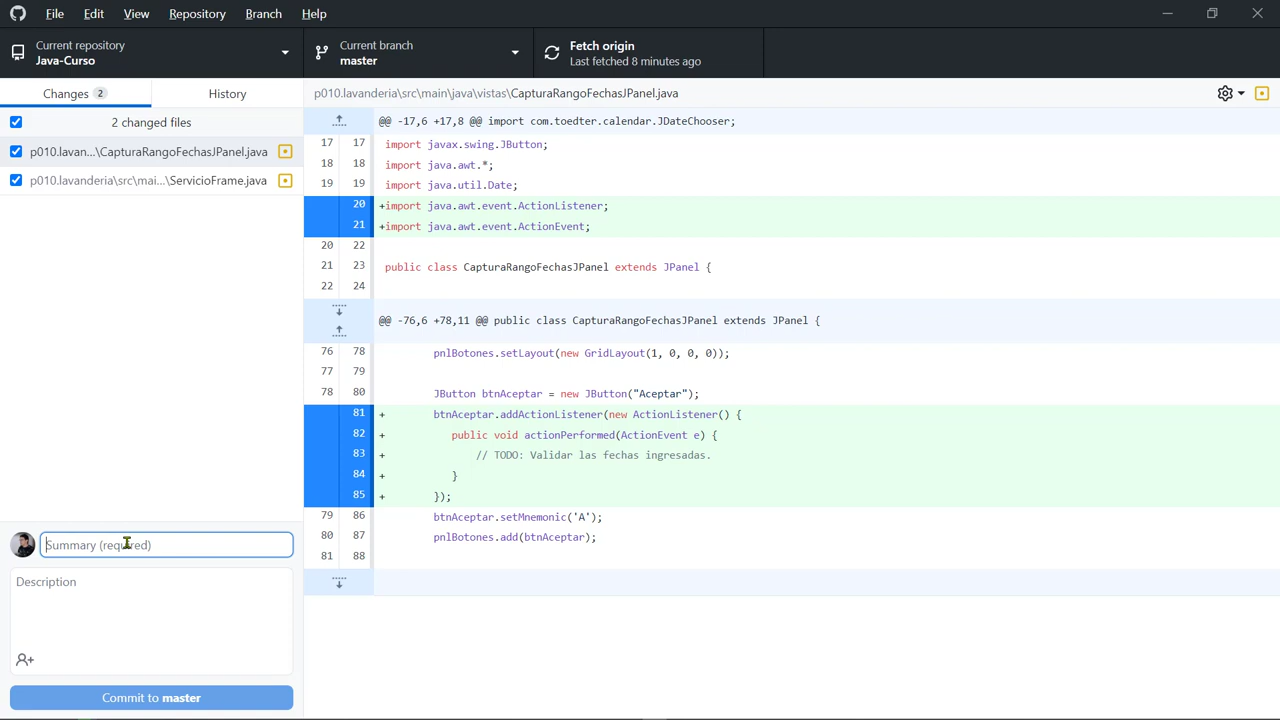 File Edit View Repository Branch Help
Current repository
Java-Curso
Current branch
master
Fetch origin
Last fetched 8 minutes ago
Changes 2
History
p010.lavanderia\src\main\java\vistas\CapturaRangoFechasJPanel.java
2 changed files
p010.lavan...\CapturaRangoFechasJPanel.java
p010.lavanderia\src\mai...\ServicioFrame.java
@@ -17,6 +17,8 @@ import com.toedter.calendar.JDateChooser;
17 17 import javax.swing.JButton;
18 18 import java.awt.*;
19 19 import java.util.Date;
20 +import java.awt.event.ActionListener;
21 +import java.awt.event.ActionEvent;
20 22
21 23 public class CapturaRangoFechasJPanel extends JPanel {
22 24
@@ -76,6 +78,11 @@ public class CapturaRangoFechasJPanel extends JPanel {
76 78 pnlBotones.setLayout(new GridLayout(1, 0, 0, 0));
77 79
78 80 JButton btnAceptar = new JButton("Aceptar");
81 + btnAceptar.addActionListener(new ActionListener() {
82 + public void actionPerformed(ActionEvent e) {
83 + // TODO: Validar las fechas ingresadas.
84 + }
85 + });
79 86 btnAceptar.setMnemonic('A');
80 87 pnlBotones.add(btnAceptar);
81 88
Summary (required)
Description
Commit to master